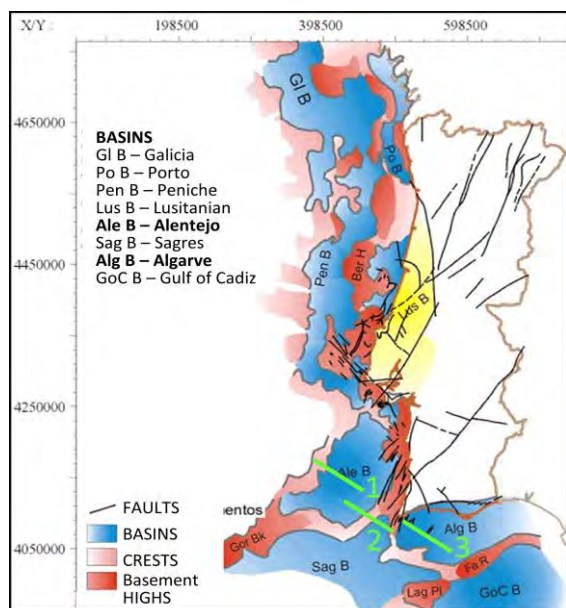 X/Y :
198500
398500
598500
4650000
4450000
4250000
4050000
BASINS
Gl B – Galicia
Po B – Porto
Pen B – Peniche
Lus B – Lusitanian
Ale B – Alentejo
Sag B – Sagres
Alg B – Algarve
GoC B – Gulf of Cadiz
Gl B
Po B
Pen B
Ber H
Lus B
Ale B
1
2
3
Alg B
mentos
Gor Bk
Sag B
Fa R
Lag Pl
GoC B
FAULTS
BASINS
CRESTS
Basement
HIGHS